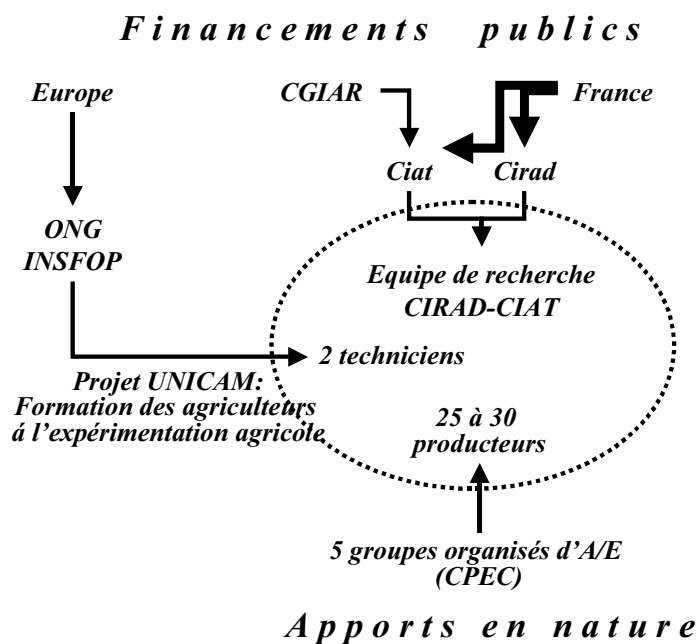 Financements publics
Europe
CGIAR
France
Ciat
Cirad
ONG
INSFOP
Equipe de recherche
CIRAD-CIAT
2 techniciens
Projet UNICAM:
Formation des agriculteurs
á l’expérimentation agricole
25 à 30
producteurs
5 groupes organisés d’A/E
(CPEC)
Apports en nature